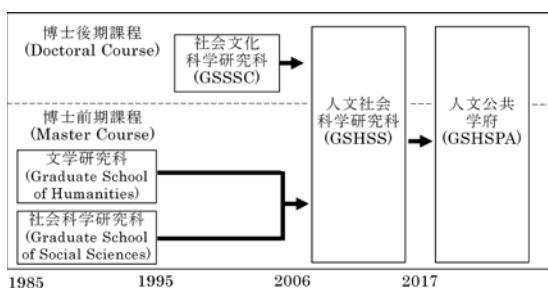 博士後期課程
(Doctoral Course)
社会文化
科学研究科
(GSSSC)
人文社会
科学研究科
(GSHSS)
人文公共
学府
(GSHSPA)
博士前期課程
(Master Course)
文学研究科
(Graduate School
of Humanities)
社会科学研究科
(Graduate School
of Social Sciences)
1985
1995
2006
2017